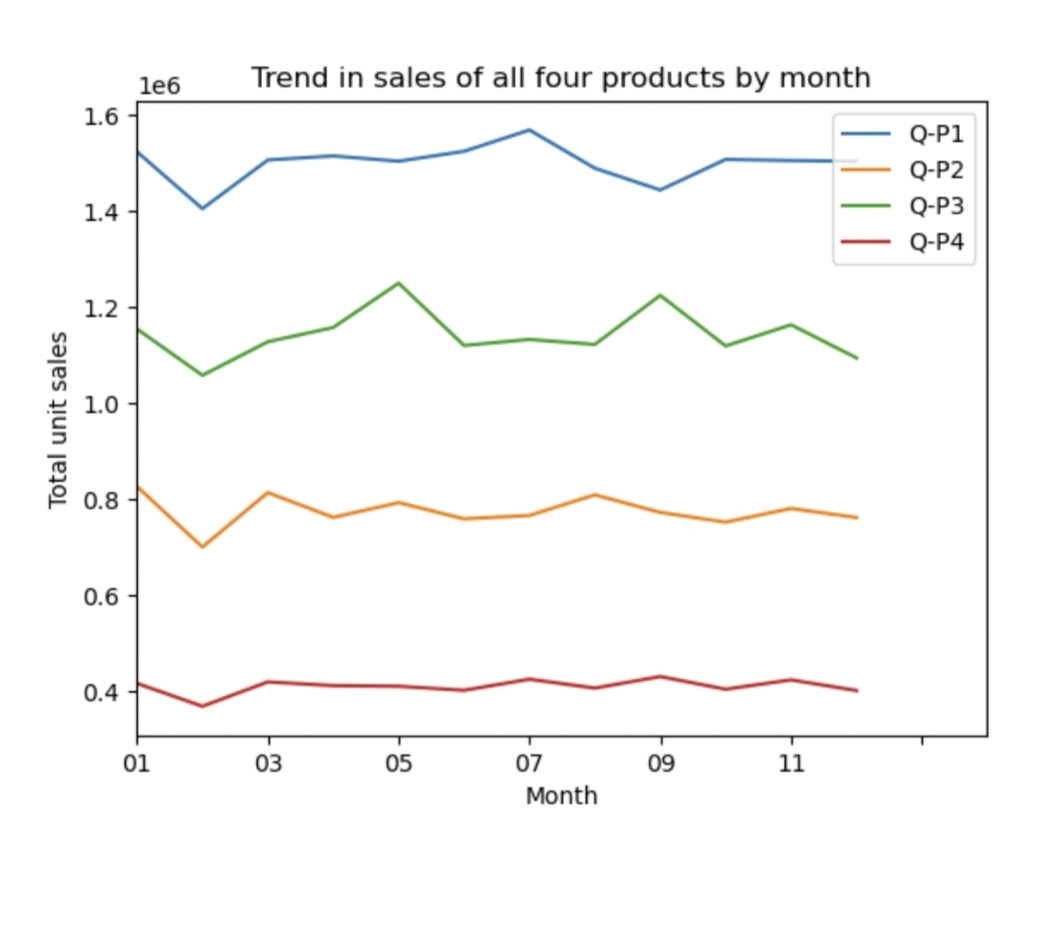 Trend in sales of all four products by month
1e6
1.6
1.4
1.2
1.0
0.8
0.6
0.4
Total unit sales
Q-P1
Q-P2
Q-P3
Q-P4
01 03 05 07 09 11
Month